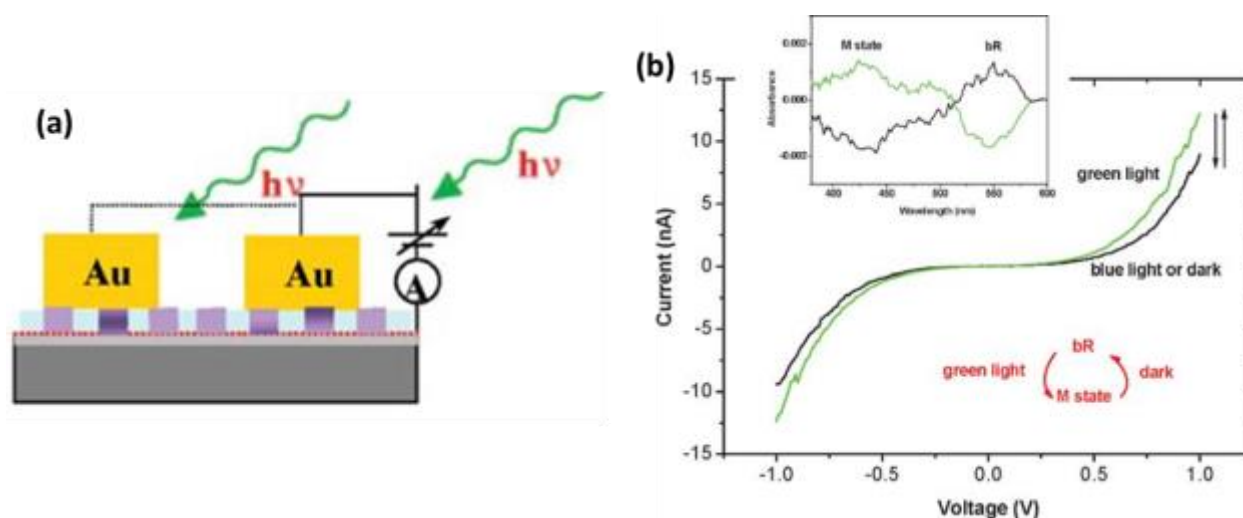 (a)
hν
hν
Au
Au
A
(b)
Current (nA)
15
10
5
0
-5
-10
-15
-1.0
-0.5
0.0
0.5
1.0
Voltage (V)
green light
blue light or dark
green light
bR
M state
dark
Absorbance
0.002
0.000
-0.002
M state
bR
400
450
500
550
600
Wavelength (nm)